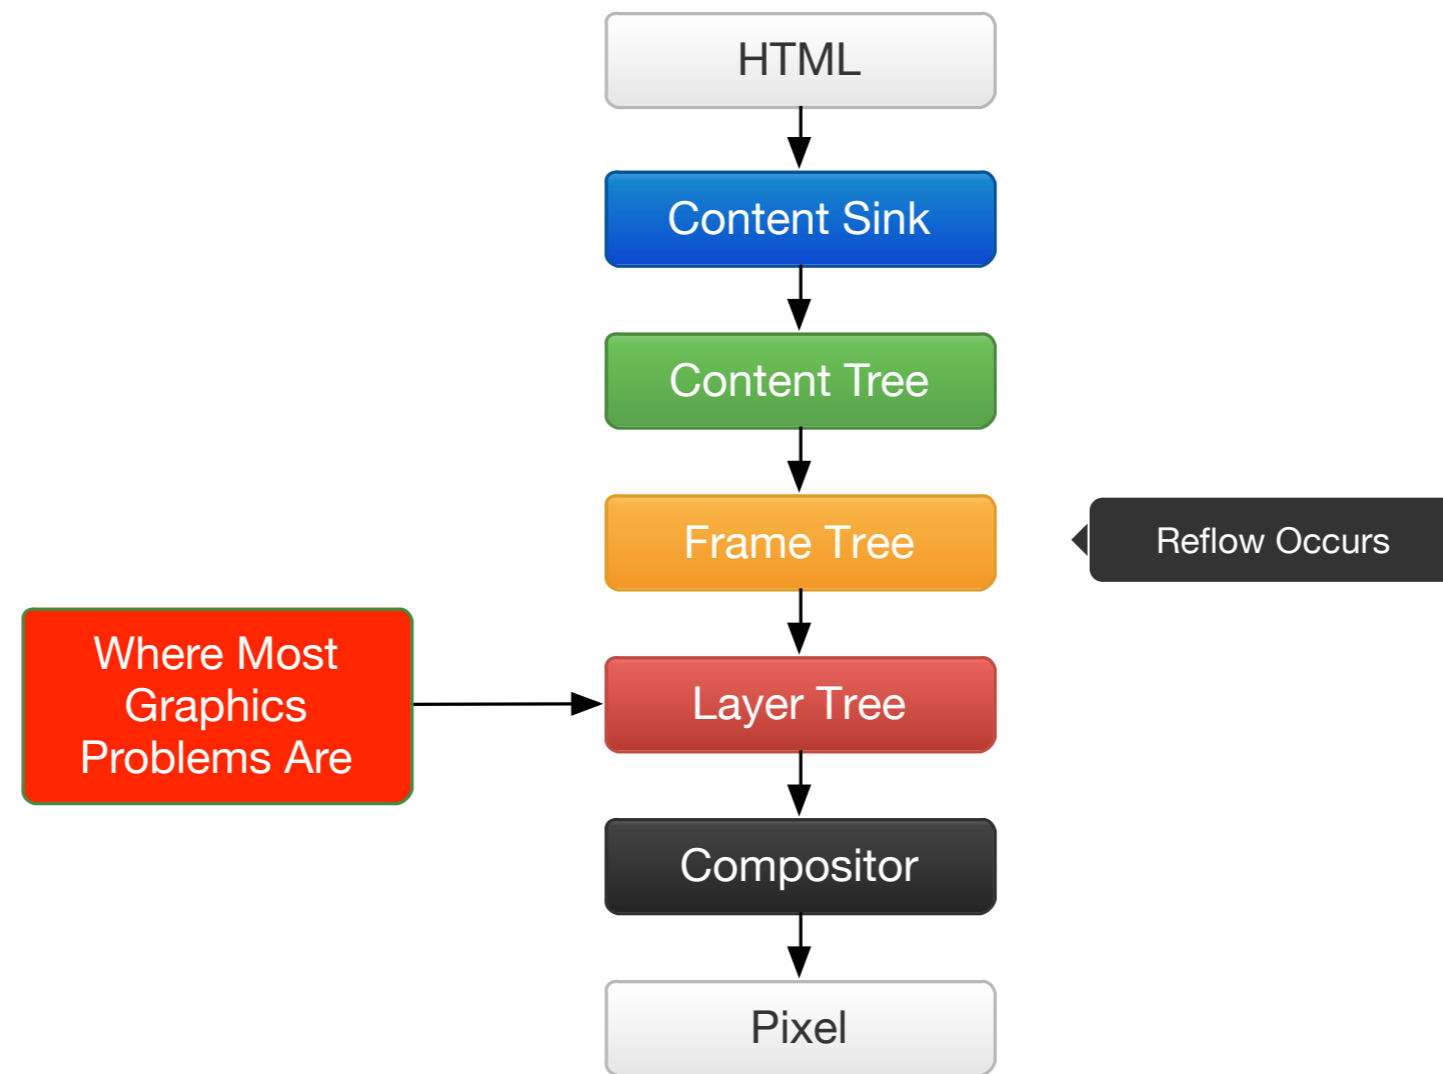 HTML
Content Sink
Content Tree
Frame Tree
Reflow Occurs
Where Most
Graphics
Problems Are
Layer Tree
Compositor
Pixel